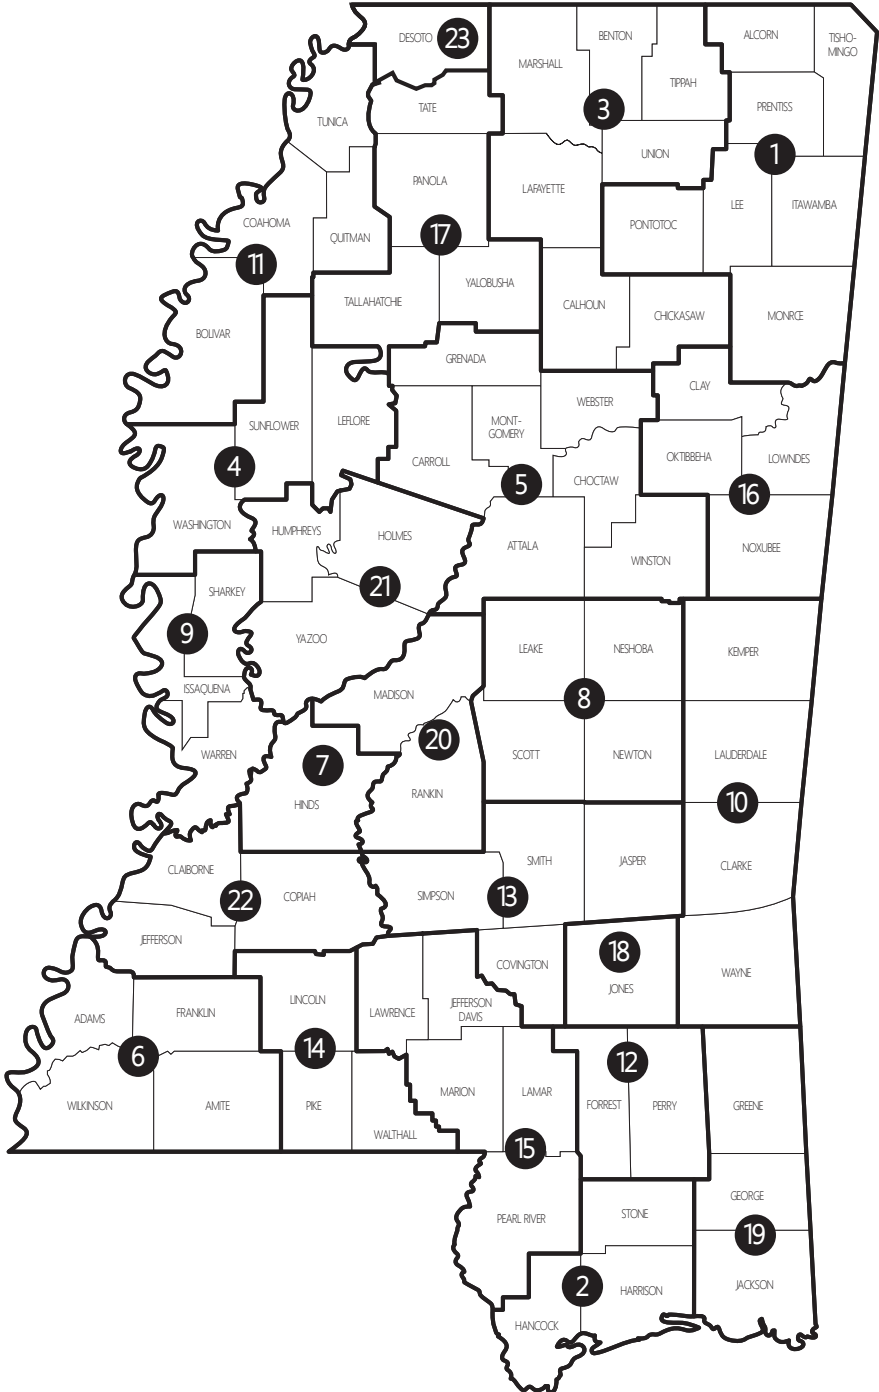 DESOTO
23
BENTON
ALCORN
TISHO-
MINGO
MARSHALL
TIPPAH
TATE
3
PRENTISS
TUNICA
UNION
1
PANOLA
LAFAYETTE
LEE
ITAWAMBA
COAHOMA
QUITMAN
17
PONTOTOC
11
YALOBUSHA
TALLAHATCHIE
CALHOUN
CHICKASAW
MONRCE
BOLIVAR
GRENADA
CLAY
WEBSTER
SUNFLOWER
LEFLORE
MONT-
GOMERY
CARROLL
OKTIBBEHA
LOWNDES
4
5
CHOCTAW
16
WASHINGTON
HUMPHREYS
HOLMES
ATTALA
WINSTON
NOXUBEE
SHARKEY
21
9
YAZOO
LEAKE
NESHOBA
KEMPER
ISSAQUENA
MADISON
8
WARREN
7
20
SCOTT
NEWTON
LAUDERDALE
HINDS
RANKIN
10
CLAIBORNE
SMITH
JASPER
CLARKE
22
COPIAH
SIMPSON
13
JEFFERSON
18
COVINGTON
JONES
WAYNE
ADAMS
FRANKLIN
LINCOLN
LAWRENCE
JEFFERSON
DAVIS
6
14
12
WILKINSON
AMITE
PIKE
MARION
LAMAR
FORREST
PERRY
GREENE
WALTHALL
15
PEARL RIVER
STONE
GEORGE
19
2
HARRISON
JACKSON
HANCOCK